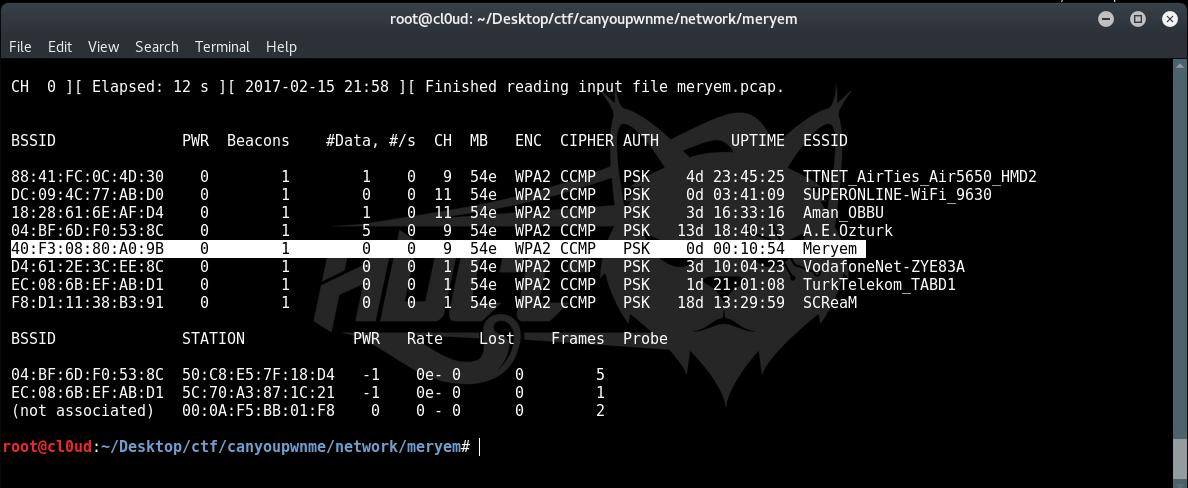 root@cl0ud: ~/Desktop/ctf/canyoupwnme/network/meryem
File Edit View Search Terminal Help
CH 0 ][ Elapsed: 12 s ][ 2017-02-15 21:58 ][ Finished reading input file meryem.pcap.
BSSID PWR Beacons #Data, #/s CH MB ENC CIPHER AUTH UPTIME ESSID
88:41:FC:0C:4D:30 0 1 1 0 9 54e WPA2 CCMP PSK 4d 23:45:25 TTNET_AirTies_Air5650_HMD2
DC:09:4C:77:AB:D0 0 1 0 0 11 54e WPA2 CCMP PSK 0d 03:41:09 SUPERONLINE-WiFi_9630
18:28:61:6E:AF:D4 0 1 1 0 11 54e WPA2 CCMP PSK 3d 16:33:16 Aman_OBBU
04:BF:6D:F0:53:8C 0 1 5 0 9 54e WPA2 CCMP PSK 13d 18:40:13 A.E.Ozturk
40:F3:08:80:A0:9B 0 1 0 0 9 54e WPA2 CCMP PSK 0d 00:10:54 Meryem
D4:61:2E:3C:EE:8C 0 1 0 0 1 54e WPA2 CCMP PSK 3d 10:04:23 VodafoneNet-ZYE83A
EC:08:6B:EF:AB:D1 0 1 0 0 1 54e WPA2 CCMP PSK 1d 21:01:08 TurkTelekom_TABD1
F8:D1:11:38:B3:91 0 1 0 0 1 54e WPA2 CCMP PSK 18d 13:29:59 SCReaM
BSSID STATION PWR Rate Lost Frames Probe
04:BF:6D:F0:53:8C 50:C8:E5:7F:18:D4 -1 0e- 0 0 5
EC:08:6B:EF:AB:D1 5C:70:A3:87:1C:21 -1 0e- 0 0 1
(not associated) 00:0A:F5:BB:01:F8 0 0 - 0 0 2
root@cl0ud:~/Desktop/ctf/canyoupwnme/network/meryem#